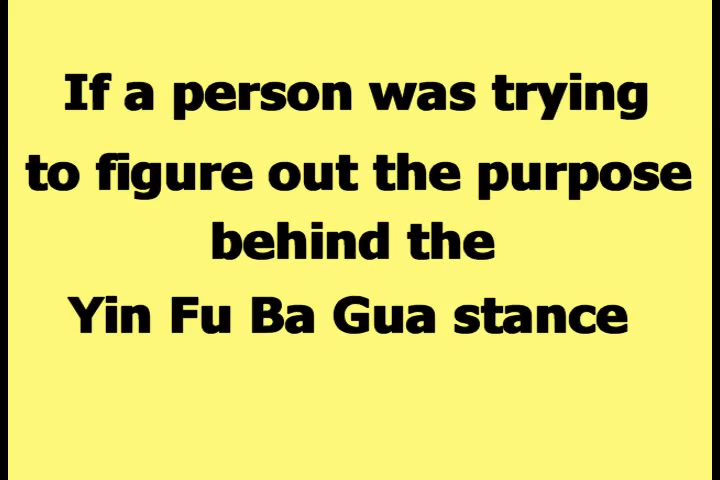 If a person was trying
to figure out the purpose
behind the
Yin Fu Ba Gua stance